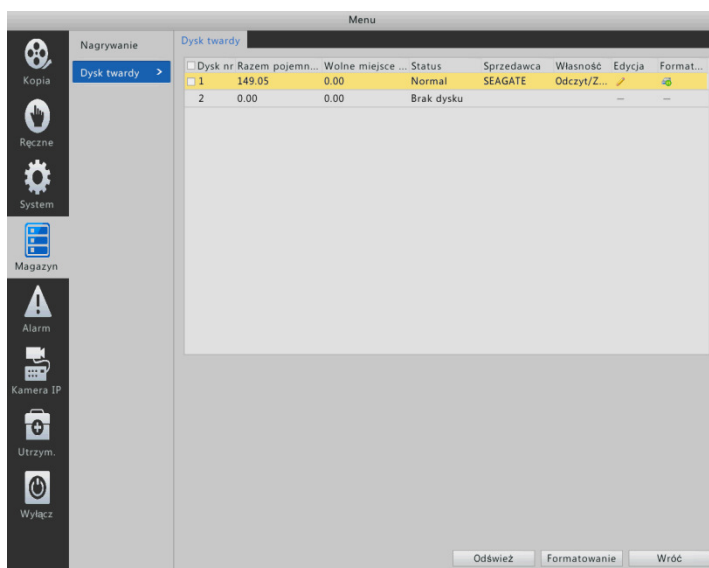 Menu
Kopia
Ręczne
System
Magazyn
Alarm
Kamera IP
Utrzym.
Wyłącz
Nagrywanie
Dysk twardy >
Dysk twardy
Dysk nr Razem pojemn... Wolne miejsce ... Status Sprzedawca Własność Edycja Format...
1 149.05 0.00 Normal SEAGATE Odczyt/Z...
2 0.00 0.00 Brak dysku — —
Odśwież Formatowanie Wróć